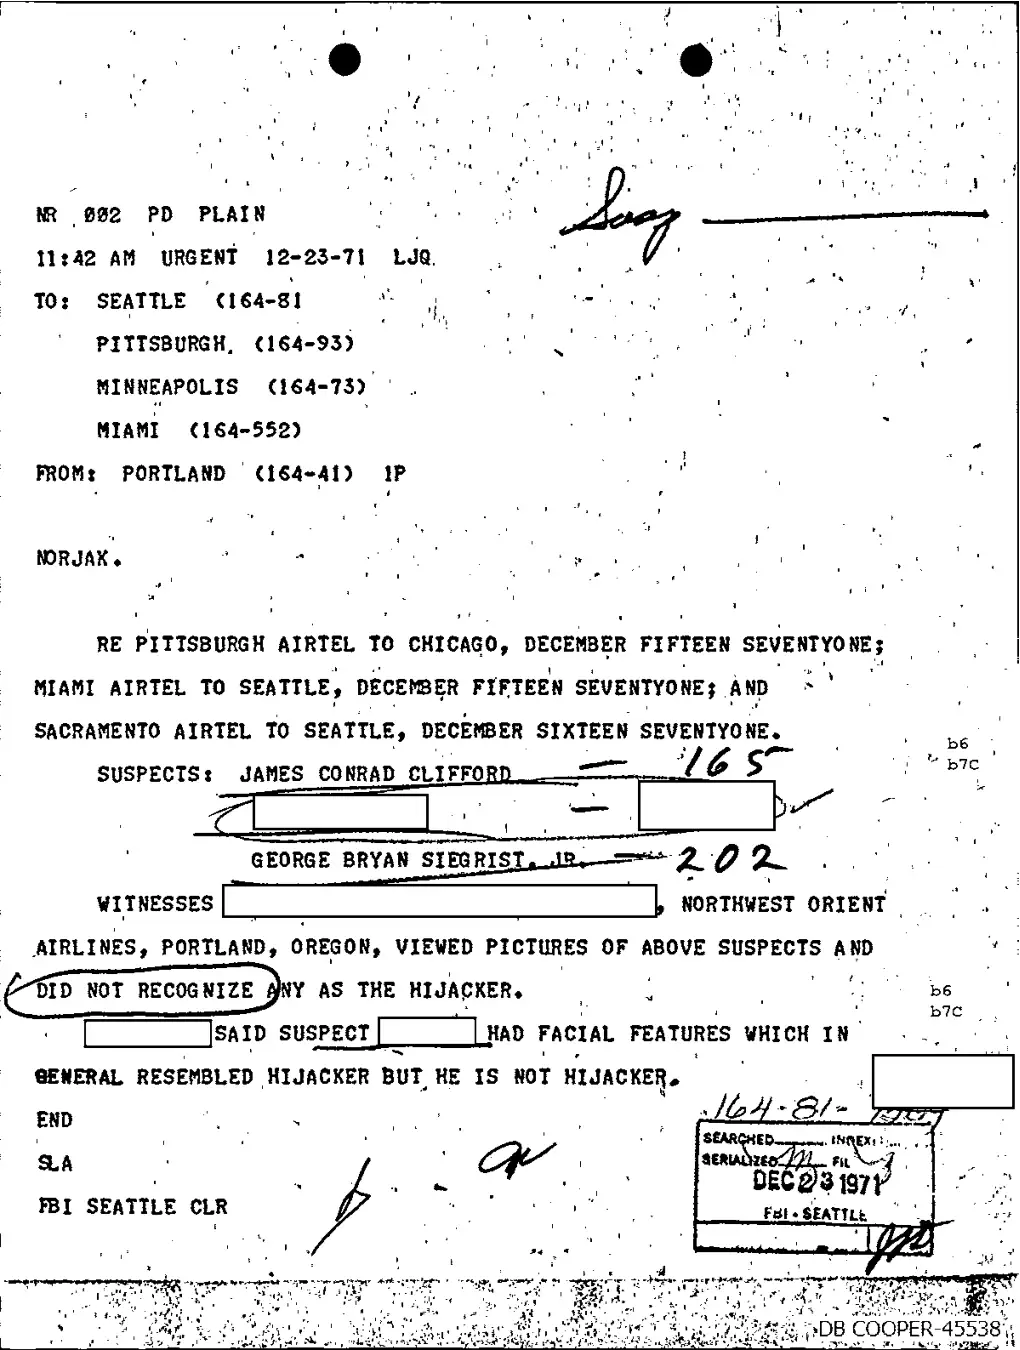 NR 002 PD PLAIN
11:42 AM URGENT 12-23-71 LJQ
TO: SEATTLE (164-81
PITTSBURGH. (164-93)
MINNEAPOLIS (164-73)
MIAMI (164-552)
FROM: PORTLAND (164-41) 1P
NORJAK.
RE PITTSBURGH AIRTEL TO CHICAGO, DECEMBER FIFTEEN SEVENTYONE;
MIAMI AIRTEL TO SEATTLE, DECEMBER FIFTEEN SEVENTYONE; AND
SACRAMENTO AIRTEL TO SEATTLE, DECEMBER SIXTEEN SEVENTYONE.
b6
b7C
SUSPECTS: JAMES CONRAD CLIFFORD — 165
GEORGE BRYAN SIEGRIST, JR. — 202
WITNESSES , NORTHWEST ORIENT
AIRLINES, PORTLAND, OREGON, VIEWED PICTURES OF ABOVE SUSPECTS AND
DID NOT RECOGNIZE ANY AS THE HIJACKER.
b6
b7C
SAID SUSPECT HAD FACIAL FEATURES WHICH IN
GENERAL RESEMBLED HIJACKER BUT HE IS NOT HIJACKER.
END
164-81-
SLA
SEARCHED INDEX
SERIALIZED FIL
DEC 23 1971
FBI SEATTLE CLR
FBI - SEATTLE
DB COOPER-45538